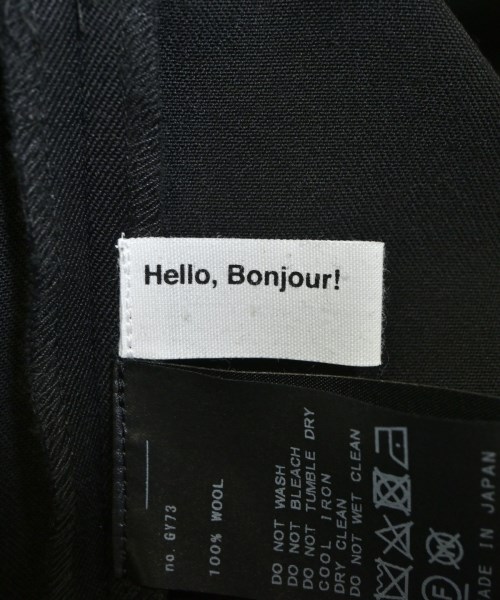 Hello, Bonjour!
no. GY73
100% WOOL
DO NOT WASH
DO NOT BLEACH
DO NOT TUMBLE DRY
COOL IRON
DRY CLEAN
DO NOT WET CLEAN
MADE IN JAPAN